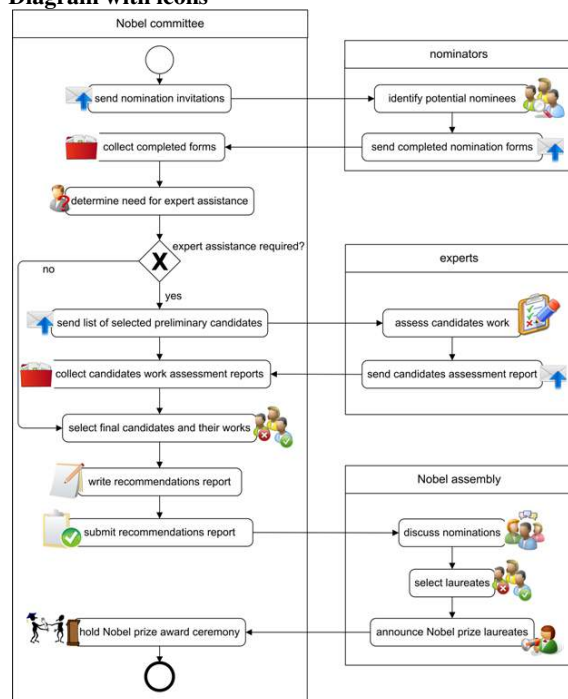 Diagram with icons
Nobel committee
nominators
send nomination invitations
identify potential nominees
collect completed forms
send completed nomination forms
determine need for expert assistance
expert assistance required?
X
no
yes
experts
send list of selected preliminary candidates
assess candidates work
collect candidates work assessment reports
send candidates assessment report
select final candidates and their works
write recommendations report
Nobel assembly
submit recommendations report
discuss nominations
select laureates
hold Nobel prize award ceremony
announce Nobel prize laureates